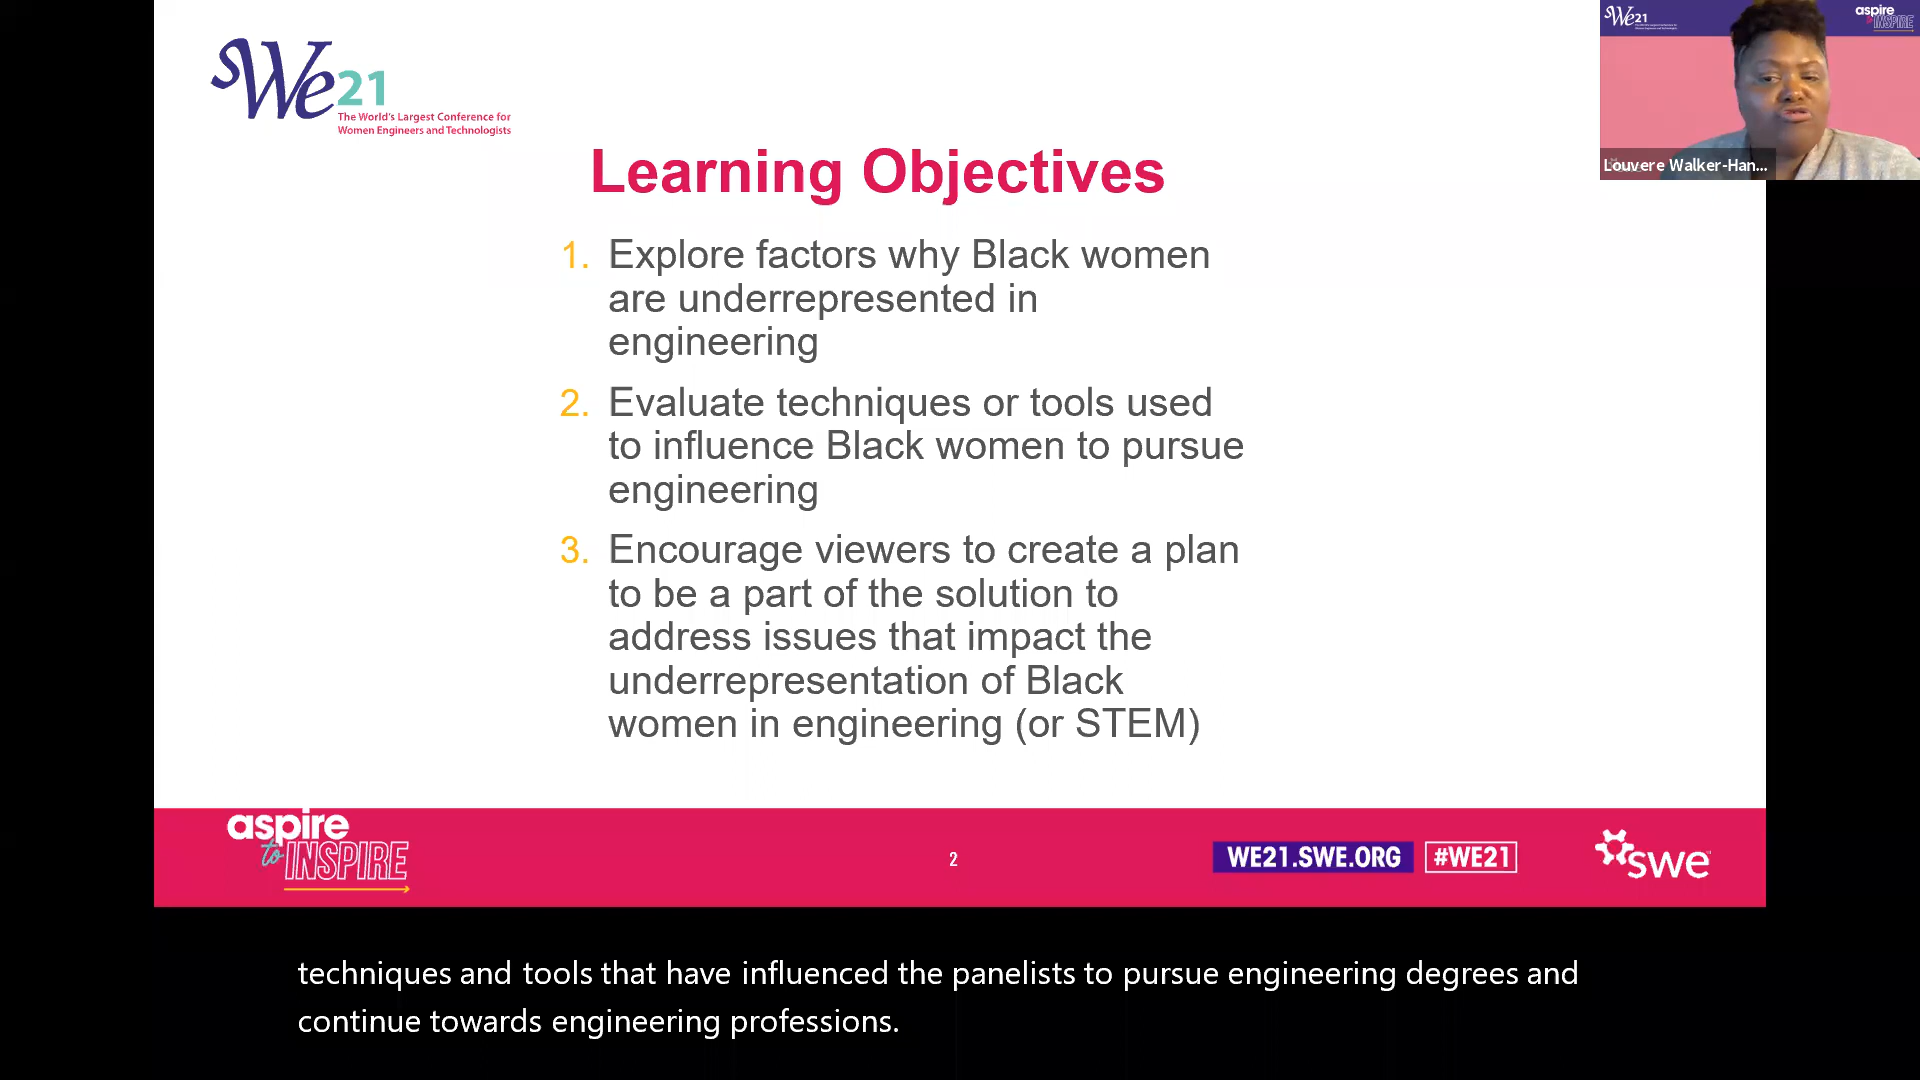 We21
The World's Largest Conference for
Women Engineers and Technologists
We21
aspire
INSPIRE
Louvere Walker-Han...
Learning Objectives
1. Explore factors why Black women
are underrepresented in
engineering
2. Evaluate techniques or tools used
to influence Black women to pursue
engineering
3. Encourage viewers to create a plan
to be a part of the solution to
address issues that impact the
underrepresentation of Black
women in engineering (or STEM)
aspire
to INSPIRE
2
WE21.SWE.ORG
#WE21
swe
techniques and tools that have influenced the panelists to pursue engineering degrees and
continue towards engineering professions.